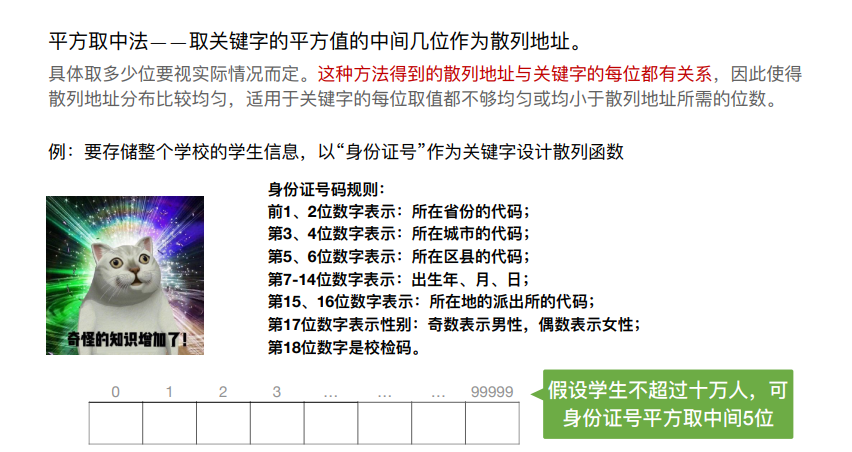 平方取中法——取关键字的平方值的中间几位作为散列地址。
具体取多少位要视实际情况而定。这种方法得到的散列地址与关键字的每位都有关系，因此使得
散列地址分布比较均匀，适用于关键字的每位取值都不够均匀或均小于散列地址所需的位数。
例：要存储整个学校的学生信息，以“身份证号”作为关键字设计散列函数
身份证号码规则：
前1、2位数字表示：所在省份的代码；
第3、4位数字表示：所在城市的代码；
第5、6位数字表示：所在区县的代码；
第7-14位数字表示：出生年、月、日；
第15、16位数字表示：所在地的派出所的代码；
第17位数字表示性别：奇数表示男性，偶数表示女性；
第18位数字是校检码。
奇怪的知识增加了！
0 1 2 3 … … … 99999
假设学生不超过十万人，可
身份证号平方取中间5位